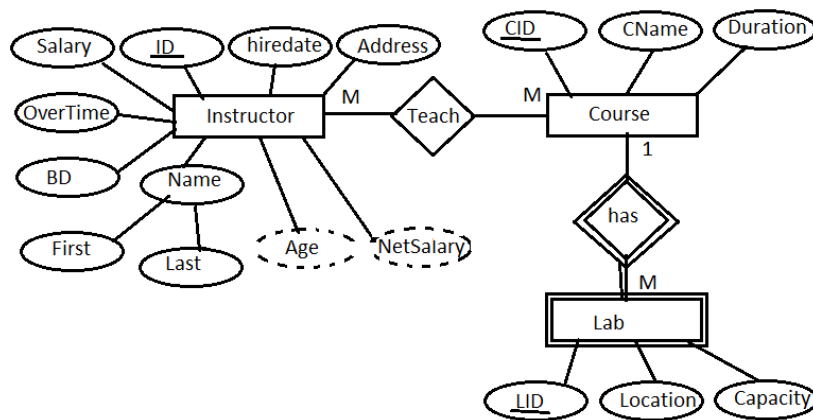 Salary
ID
hiredate
Address
CID
CName
Duration
OverTime
Instructor
M
Teach
M
Course
1
BD
Name
has
First
Last
Age
NetSalary
M
Lab
LID
Location
Capacity